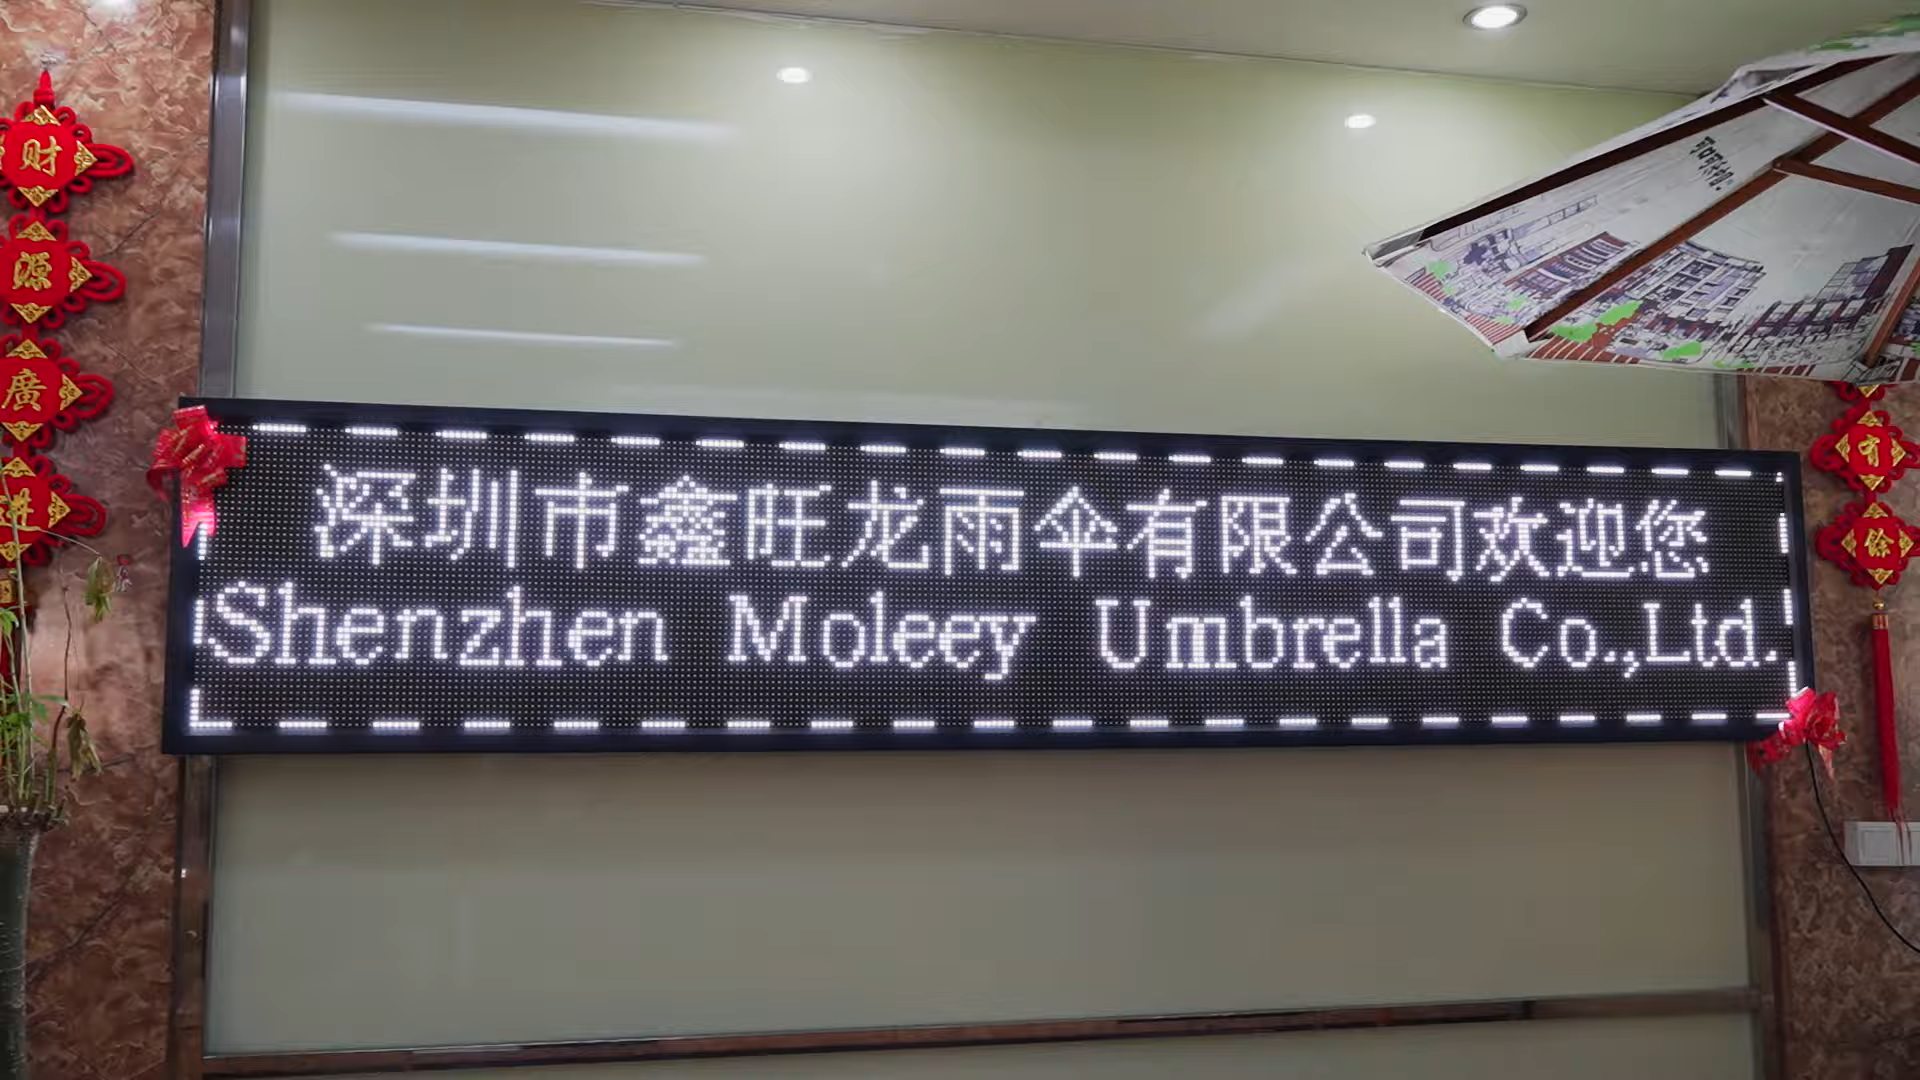 财
源
廣
进
深圳市鑫旺龙雨伞有限公司欢迎您
Shenzhen Moleey Umbrella Co.,Ltd.
有
餘